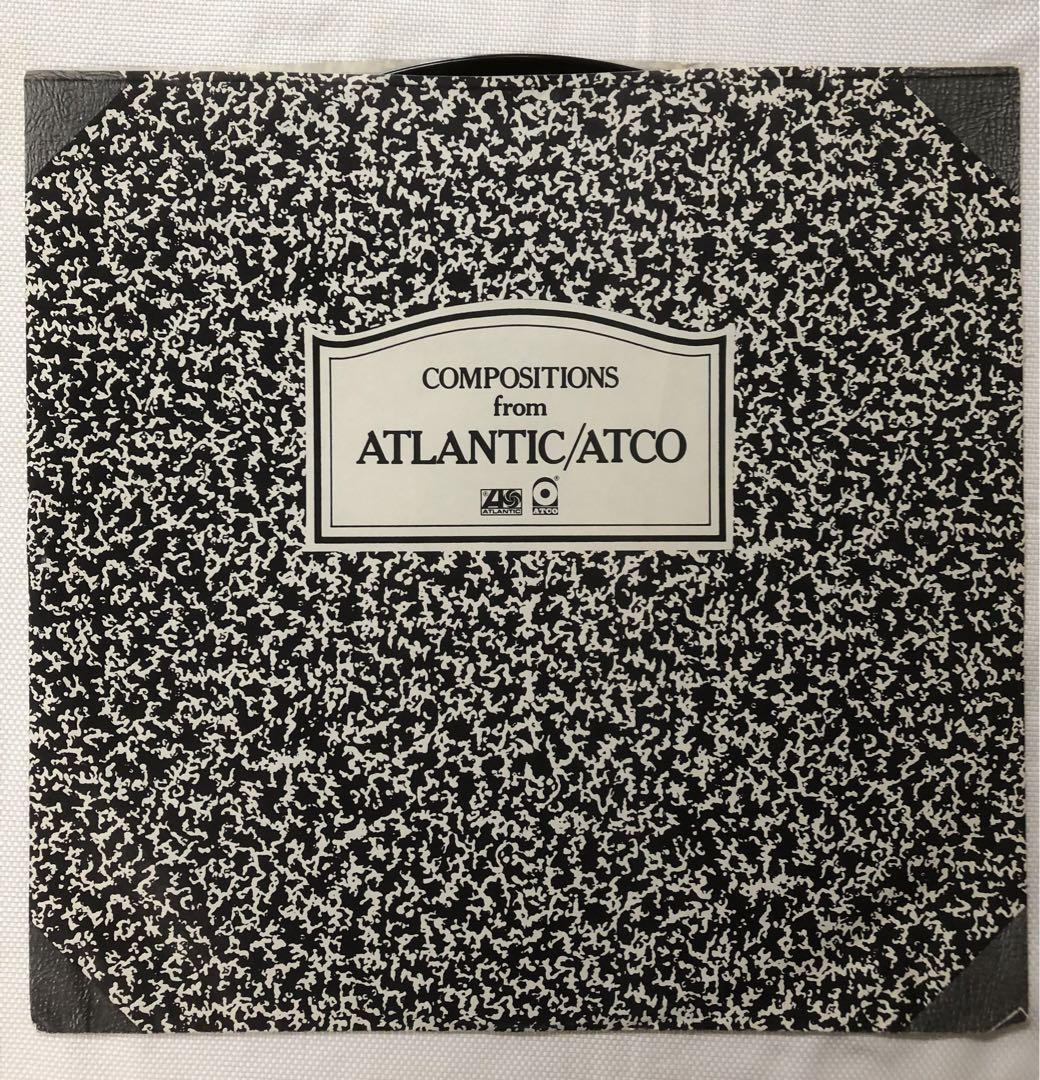 COMPOSITIONS
from
ATLANTIC/ATCO
® ATLANTIC ® ATCO